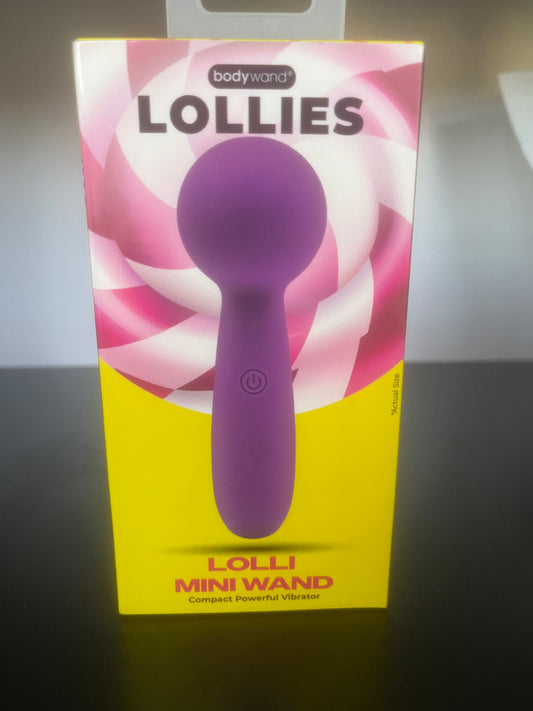 bodywand®
LOLLIES
*Actual Size
LOLLI
MINI WAND
Compact Powerful Vibrator